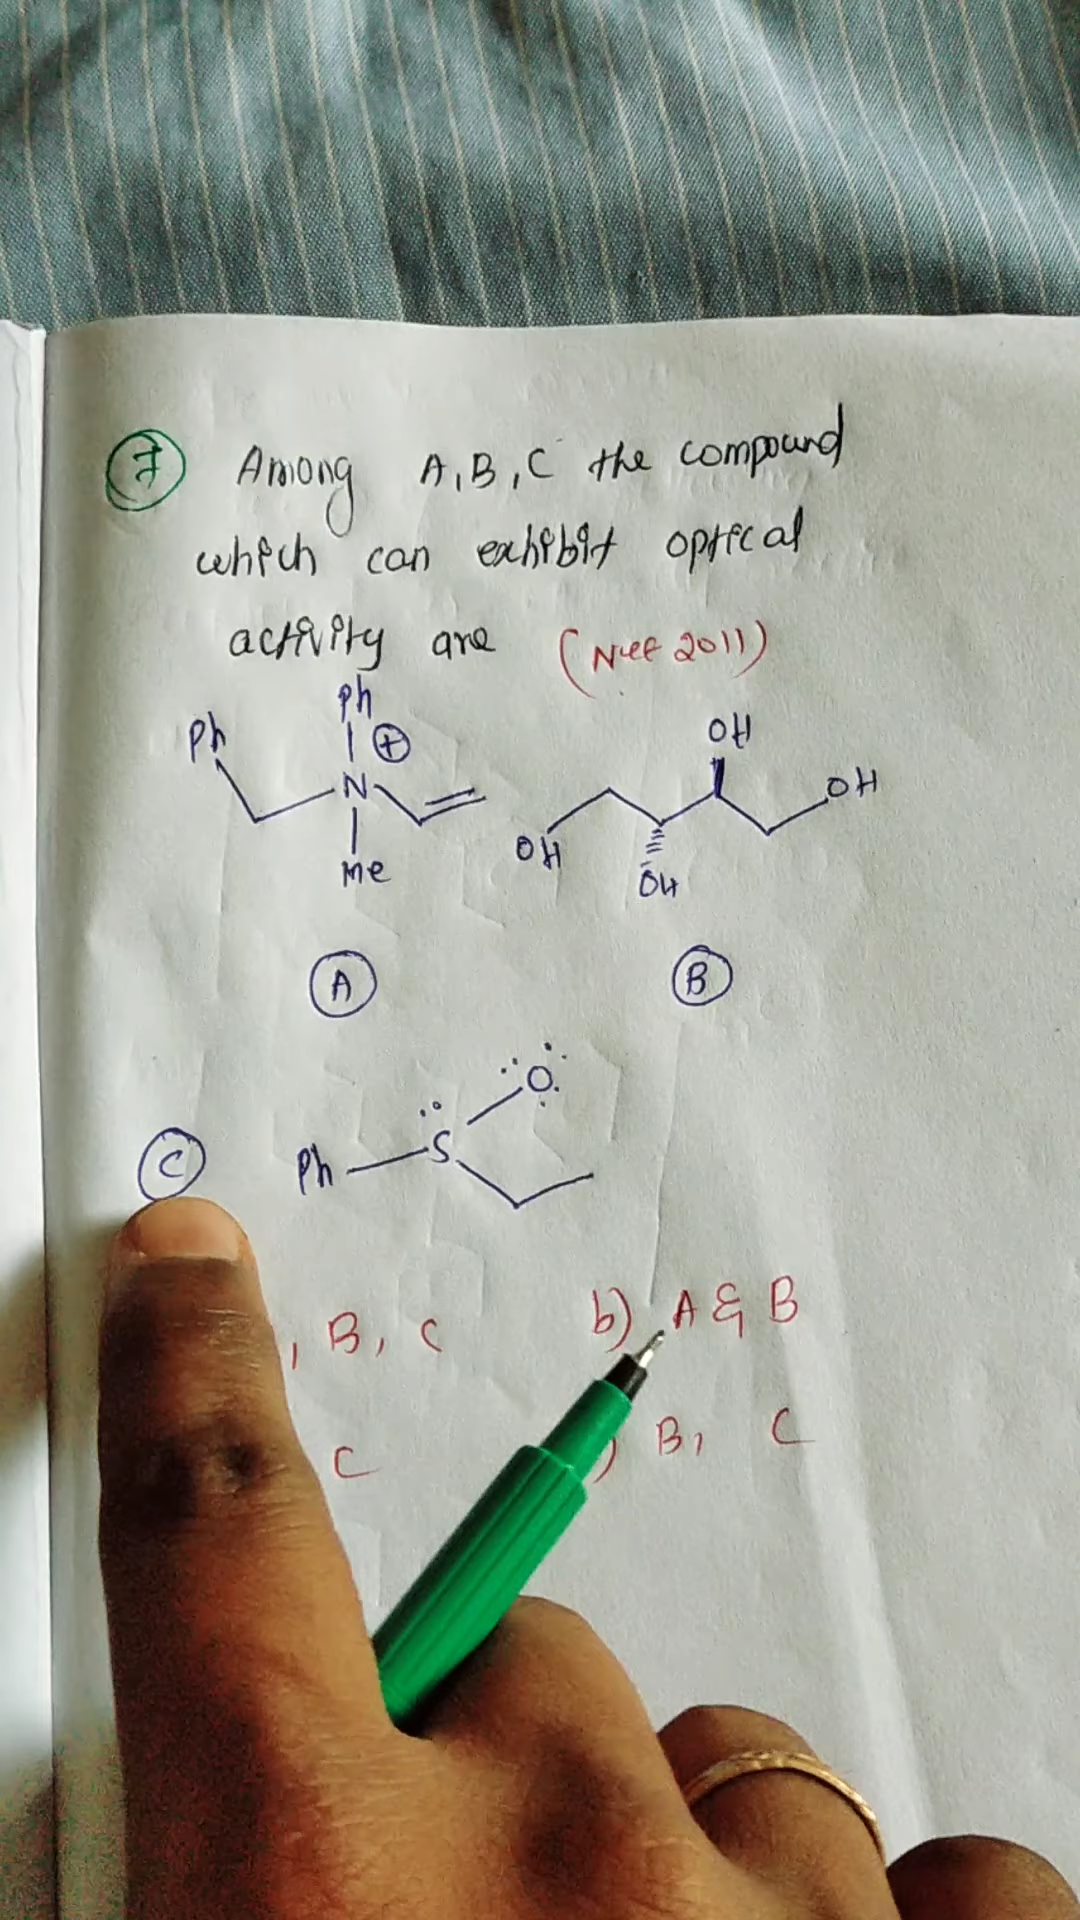 7 Among A, B, C the compound
which can exhibit optical
activity are (Neet 2011)
Ph Ph + N Me
OH OH OH OH
A B
C Ph S O
, B, C b) A & B
C ) B, C